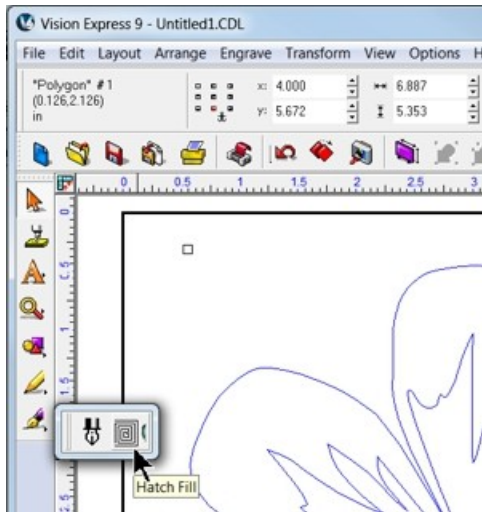 Vision Express 9 - Untitled1.CDL
File Edit Layout Arrange Engrave Transform View Options H
"Polygon" #1
(0.126,2.126)
in
x: 4.000
6.887
y: 5.672
5.353
0 0.5 1 1.5 2 2.5 3
0
0.5
1
1.5
2.5
Hatch Fill